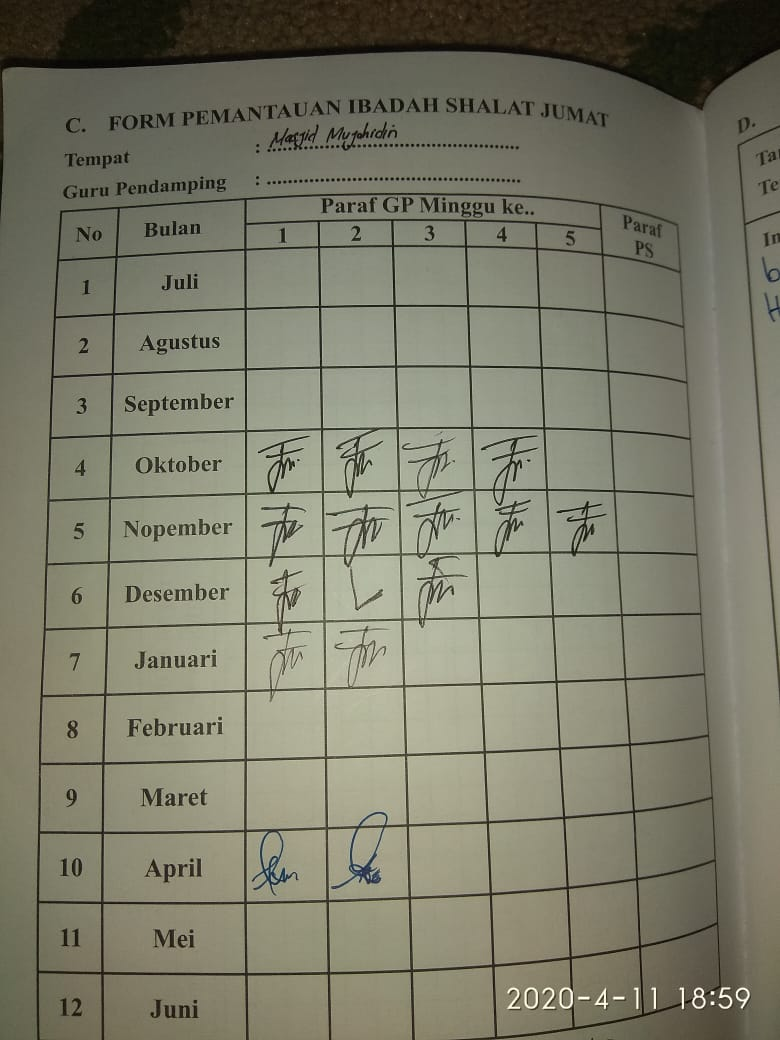 C. FORM PEMANTAUAN IBADAH SHALAT JUMAT
Tempat : Masjid Mujahidin
Guru Pendamping :
No Bulan Paraf GP Minggu ke.. Paraf PS
1 2 3 4 5
1 Juli
2 Agustus
3 September
4 Oktober
5 Nopember
6 Desember
7 Januari
8 Februari
9 Maret
10 April
11 Mei
12 Juni
D.
2020-4-11 18:59